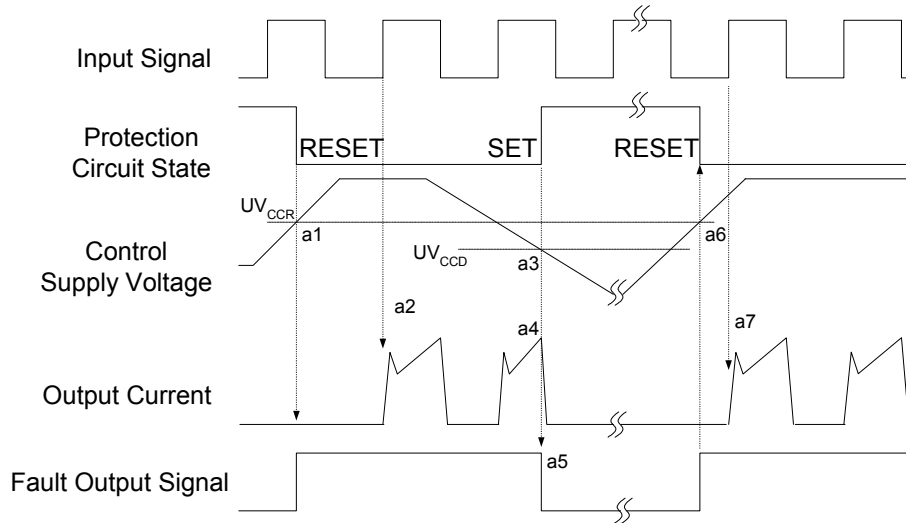 Input Signal
Protection
Circuit State
RESET
SET
RESET
UVCCR
a1
a6
Control
Supply Voltage
UVCCD
a3
a2
a4
a7
Output Current
a5
Fault Output Signal